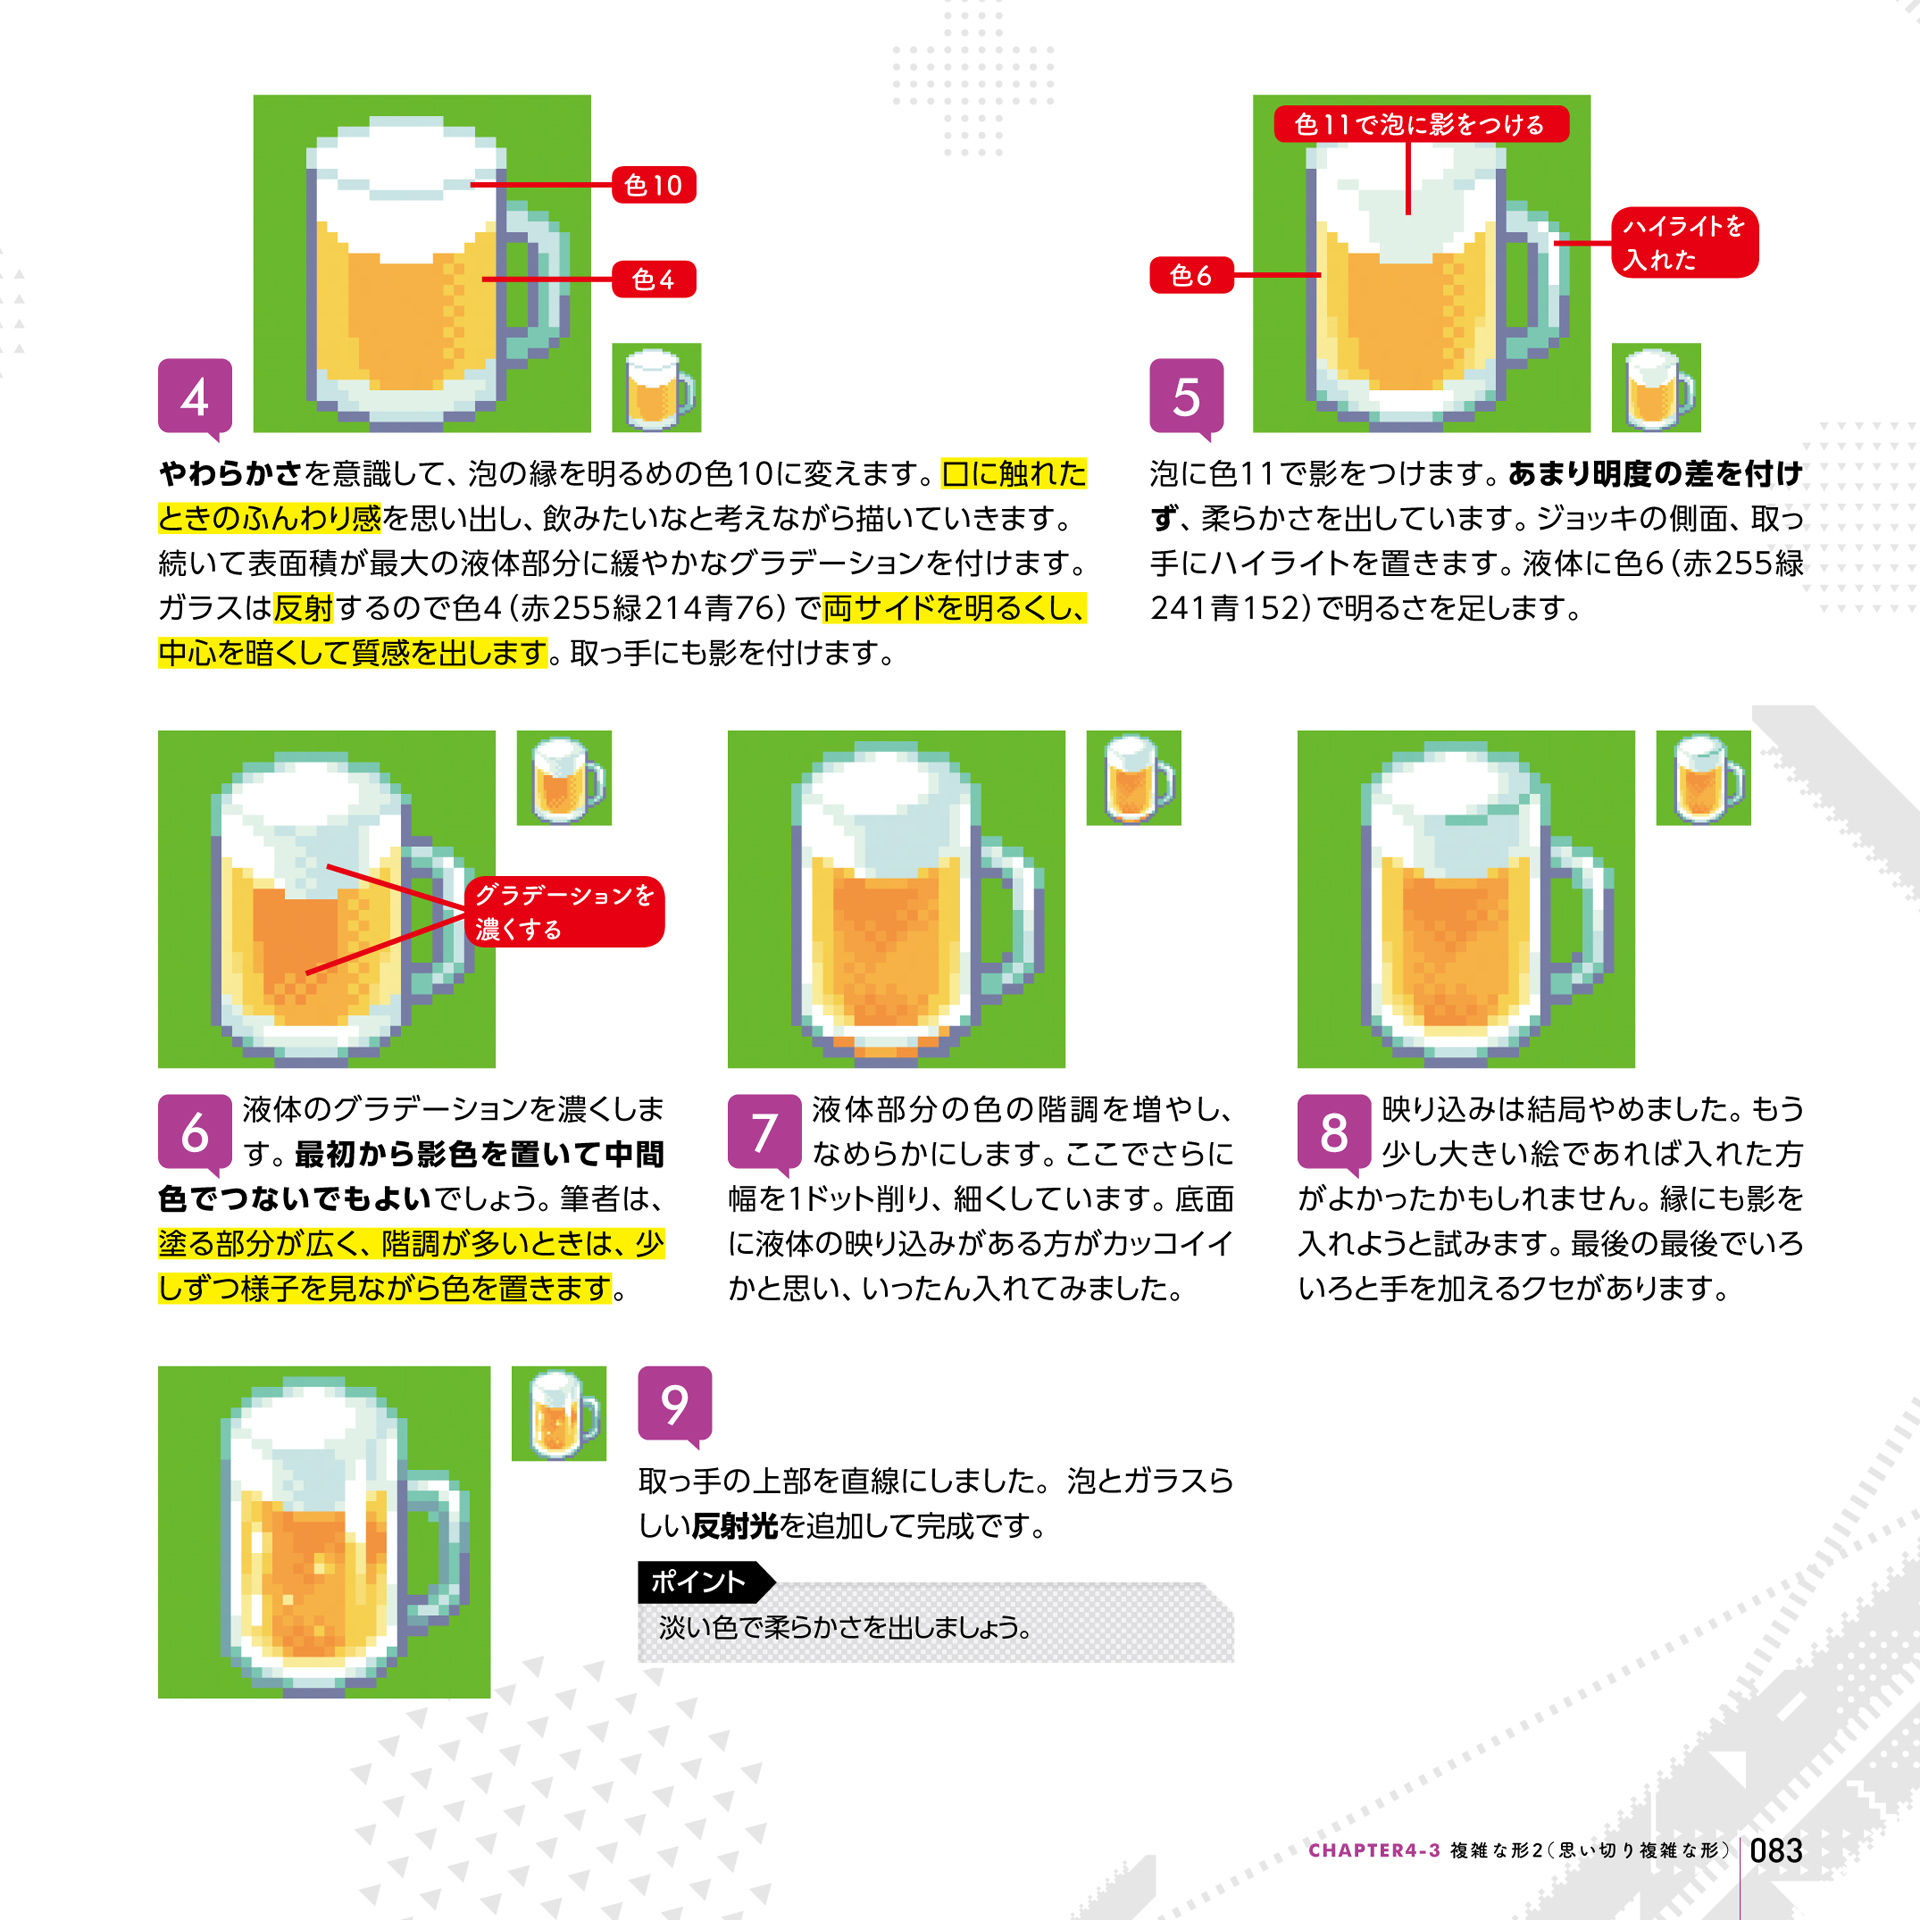 色10
色4
4
やわらかさを意識して、泡の縁を明るめの色10に変えます。口に触れた
ときのふんわり感を思い出し、飲みたいなと考えながら描いていきます。
続いて表面積が最大の液体部分に緩やかなグラデーションを付けます。
ガラスは反射するので色4（赤255緑214青76）で両サイドを明るくし、
中心を暗くして質感を出します。取っ手にも影を付けます。
色11で泡に影をつける
ハイライトを
入れた
色6
5
泡に色11で影をつけます。あまり明度の差を付け
ず、柔らかさを出しています。ジョッキの側面、取っ
手にハイライトを置きます。液体に色6（赤255緑
241青152）で明るさを足します。
グラデーションを
濃くする
6
液体のグラデーションを濃くしま
す。最初から影色を置いて中間
色でつないでもよいでしょう。筆者は、
塗る部分が広く、階調が多いときは、少
しずつ様子を見ながら色を置きます。
7
液体部分の色の階調を増やし、
なめらかにします。ここでさらに
幅を1ドット削り、細くしています。底面
に液体の映り込みがある方がカッコイイ
かと思い、いったん入れてみました。
8
映り込みは結局やめました。もう
少し大きい絵であれば入れた方
がよかったかもしれません。縁にも影を
入れようと試みます。最後の最後でいろ
いろと手を加えるクセがあります。
9
取っ手の上部を直線にしました。泡とガラスら
しい反射光を追加して完成です。
ポイント
淡い色で柔らかさを出しましょう。
CHAPTER4-3 複雑な形2（思い切り複雑な形） 083